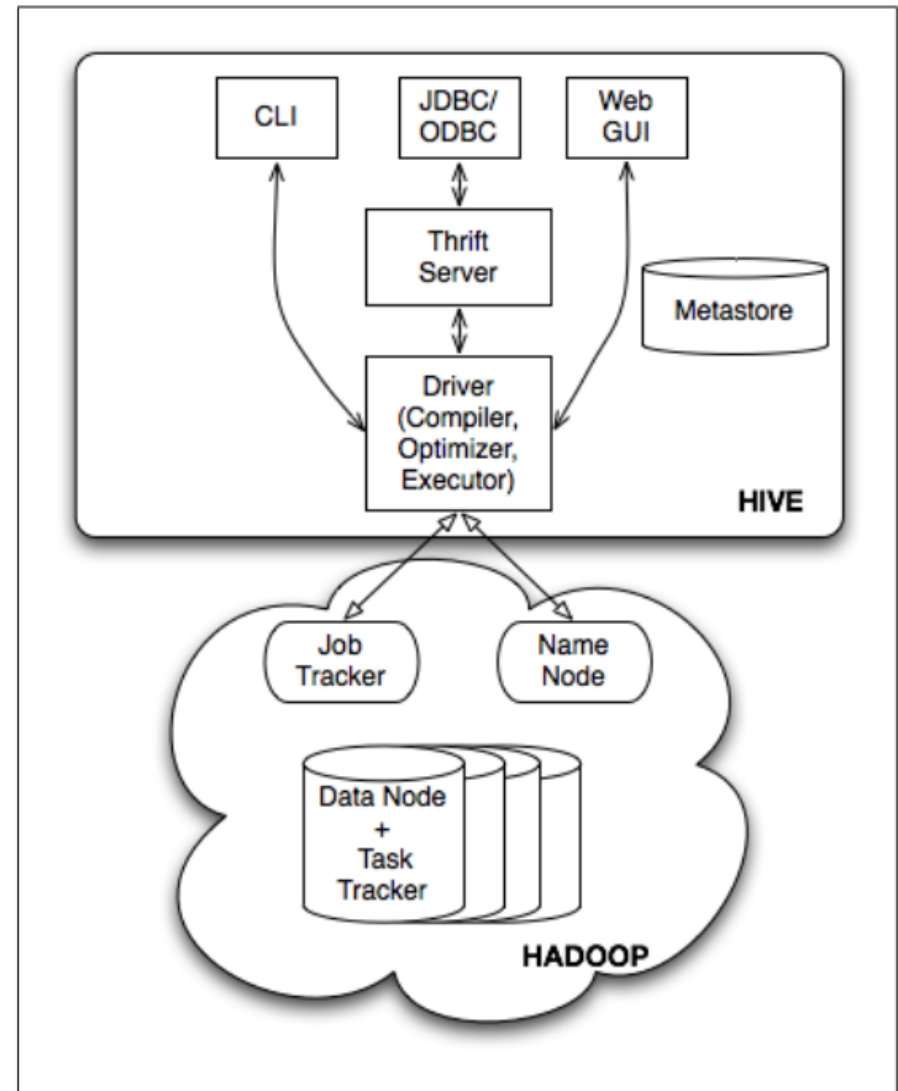 CLI
JDBC/
ODBC
Web
GUI
Thrift
Server
Metastore
Driver
(Compiler,
Optimizer,
Executor)
HIVE
Job
Tracker
Name
Node
Data Node
+
Task
Tracker
HADOOP